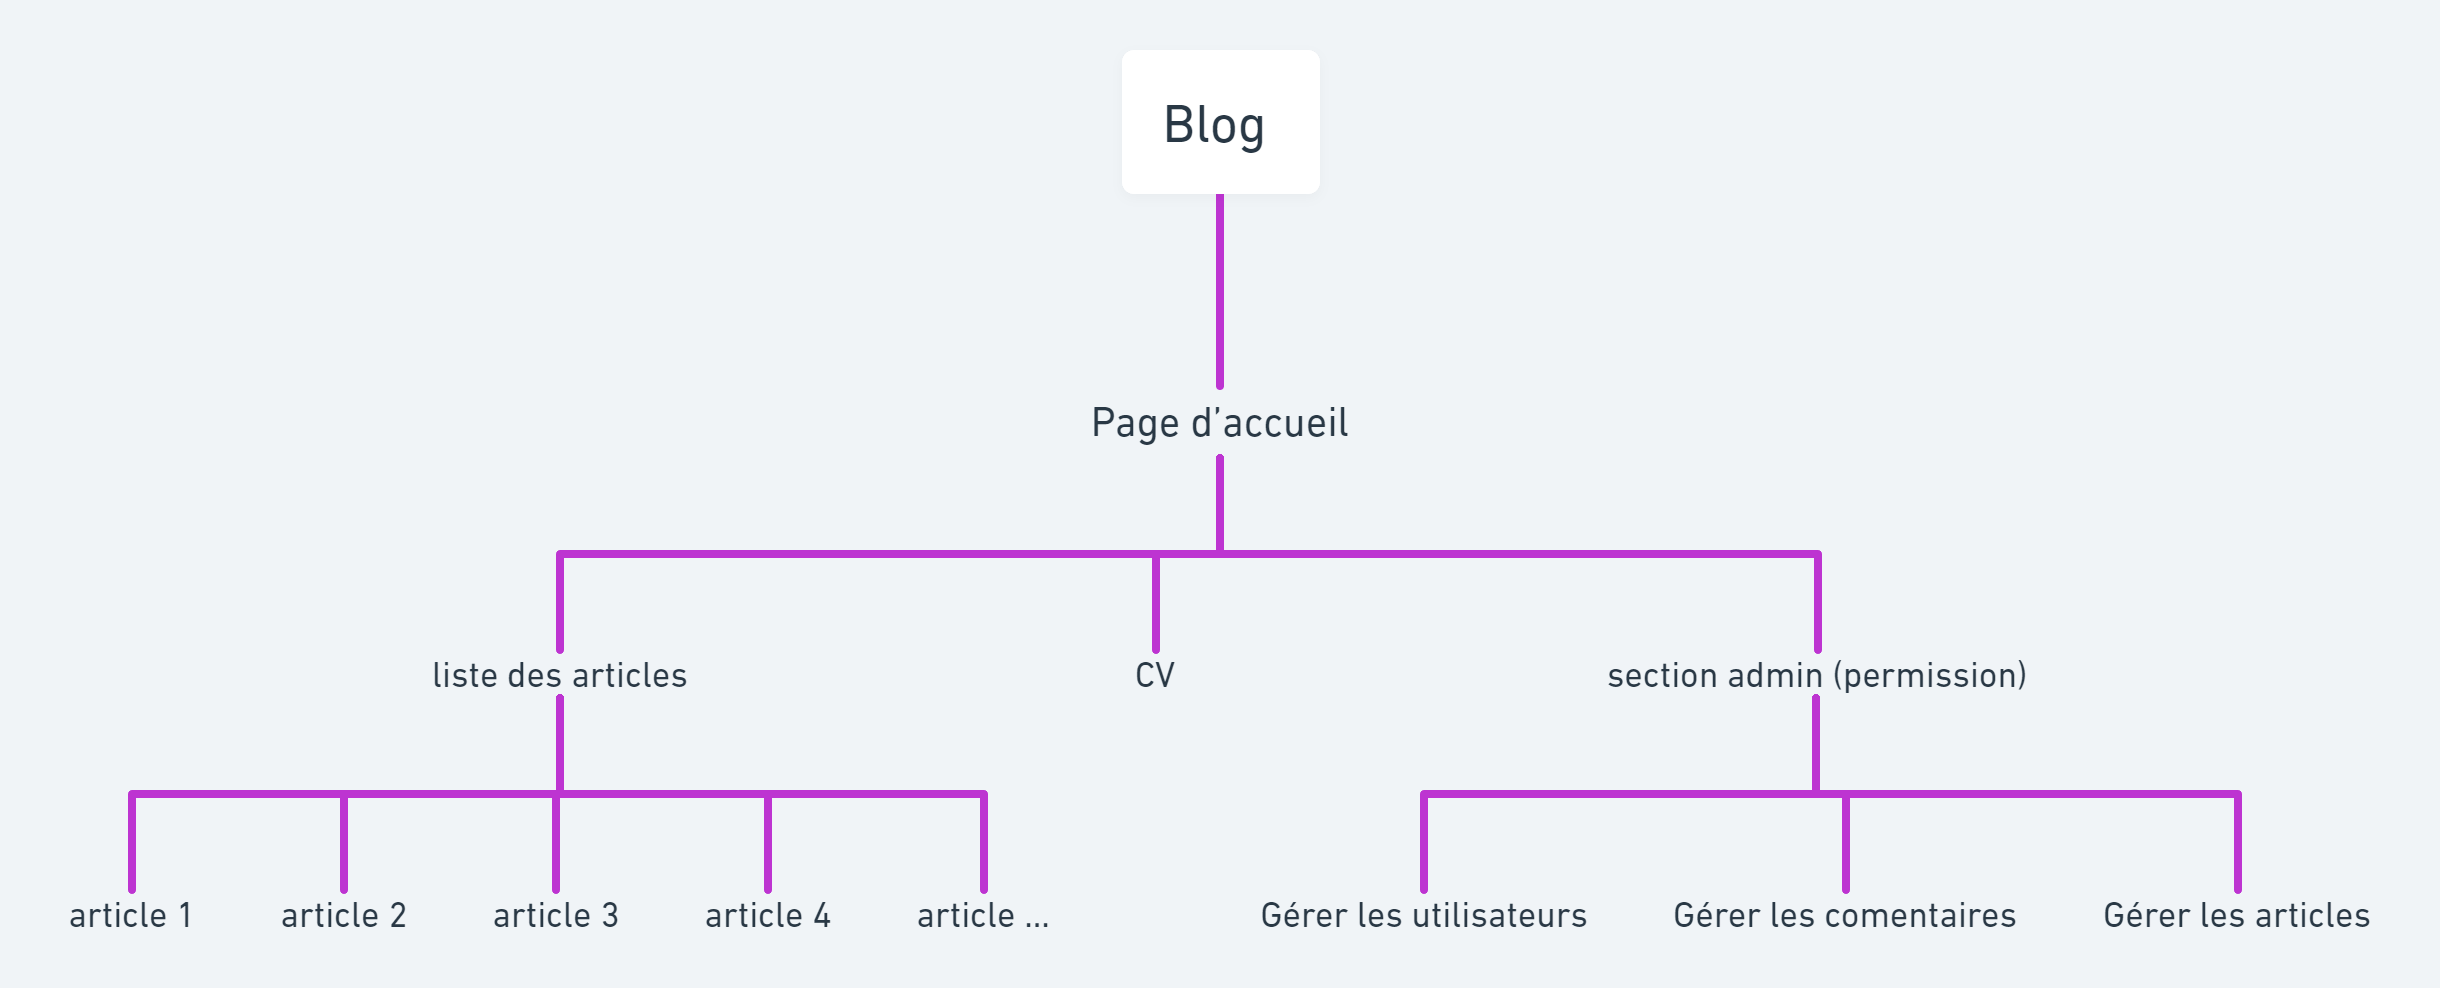 Blog
Page d’accueil
liste des articles
CV
section admin (permission)
article 1
article 2
article 3
article 4
article ...
Gérer les utilisateurs
Gérer les comentaires
Gérer les articles